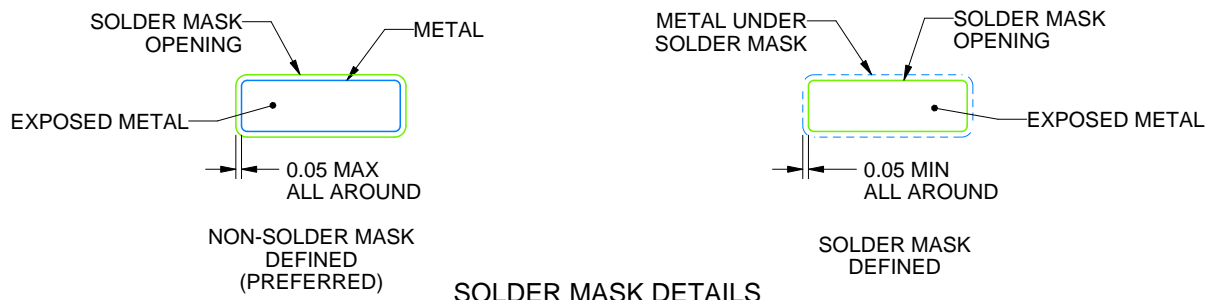 SOLDER MASK
OPENING
METAL
EXPOSED METAL
0.05 MAX
ALL AROUND
NON-SOLDER MASK
DEFINED
(PREFERRED)
METAL UNDER
SOLDER MASK
SOLDER MASK
OPENING
EXPOSED METAL
0.05 MIN
ALL AROUND
SOLDER MASK
DEFINED
SOLDER MASK DETAILS